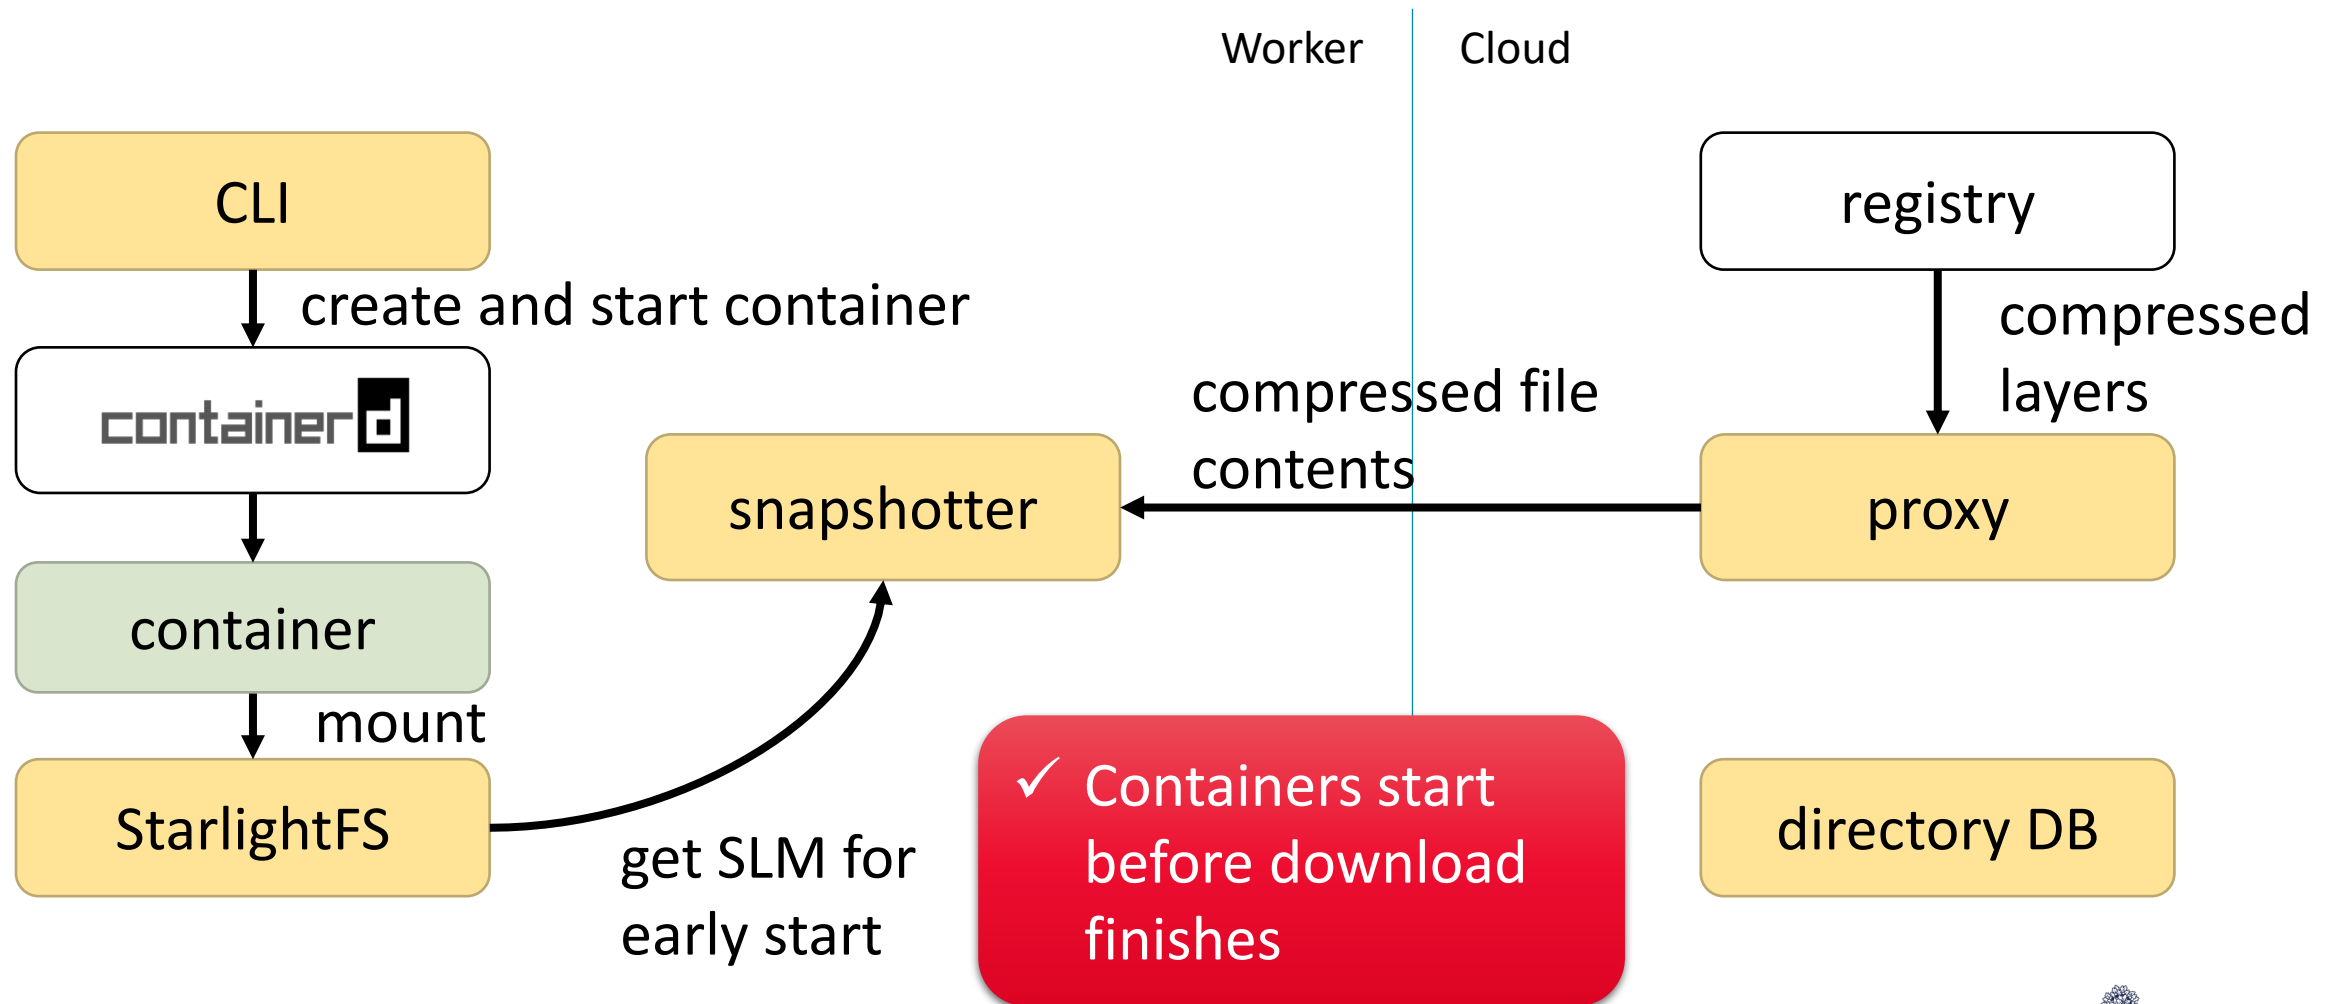 Worker
Cloud
CLI
registry
create and start container
compressed
layers
containerd
compressed file
contents
snapshotter
proxy
container
mount
StarlightFS
get SLM for
early start
✓ Containers start
before download
finishes
directory DB